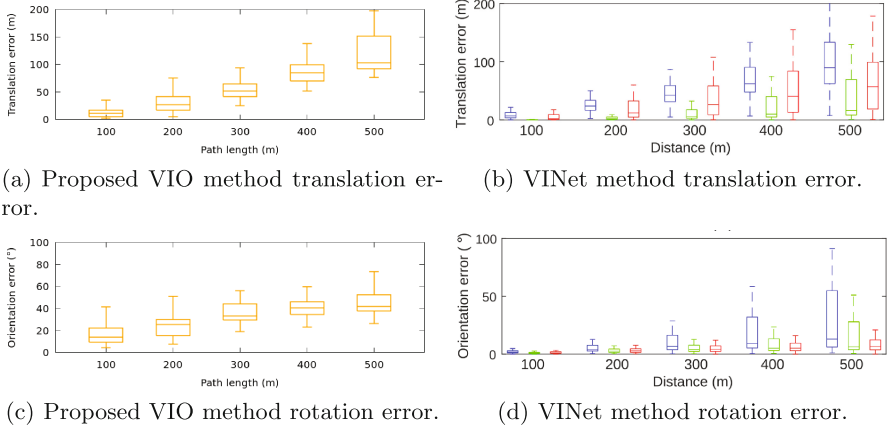 Translation error (m)
200
150
100
50
0
100 200 300 400 500
Path length (m)
Translation error (m)
200
100
0
100 200 300 400 500
Distance (m)
(a) Proposed VIO method translation er-
ror.
(b) VINet method translation error.
Orientation error (°)
100
80
60
40
20
0
100 200 300 400 500
Path length (m)
Orientation error (°)
100
50
0
100 200 300 400 500
Distance (m)
(c) Proposed VIO method rotation error.
(d) VINet method rotation error.